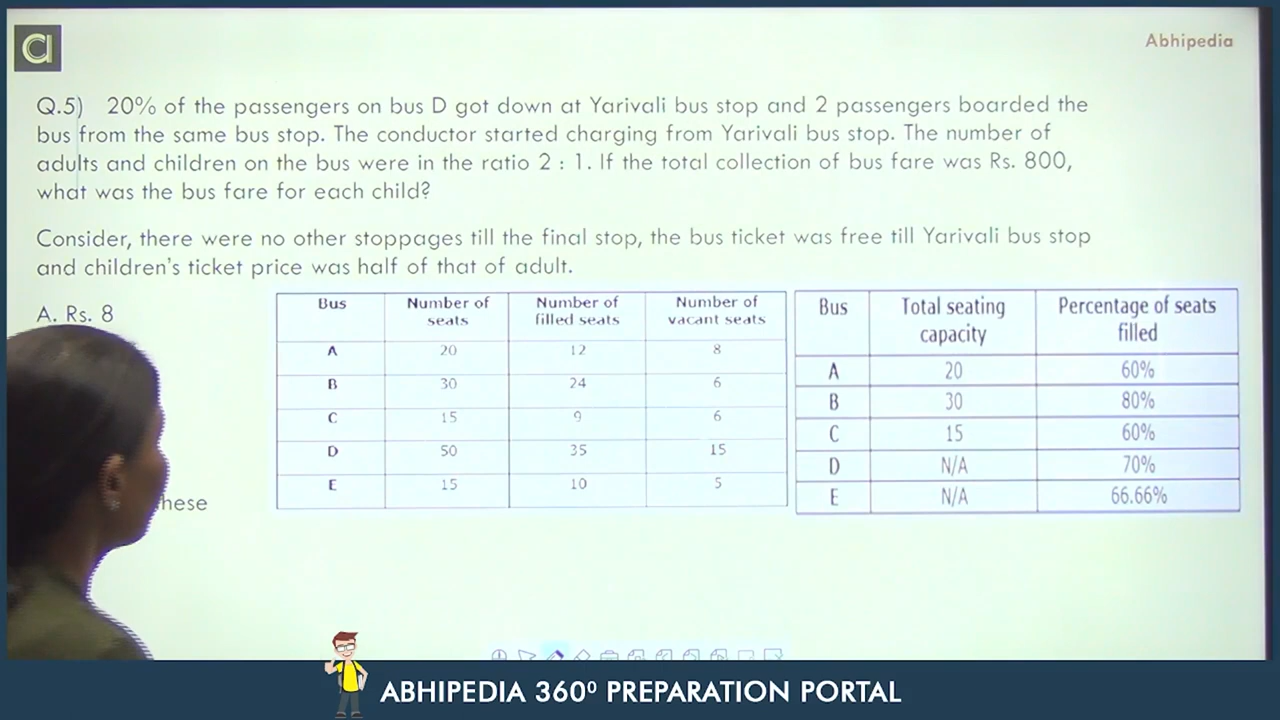 Abhipedia
Q.5) 20% of the passengers on bus D got down at Yarivali bus stop and 2 passengers boarded the
bus from the same bus stop. The conductor started charging from Yarivali bus stop. The number of
adults and children on the bus were in the ratio 2 : 1. If the total collection of bus fare was Rs. 800,
what was the bus fare for each child?
Consider, there were no other stoppages till the final stop, the bus ticket was free till Yarivali bus stop
and children's ticket price was half of that of adult.
A. Rs. 8
Bus Number of seats Number of filled seats Number of vacant seats
A 20 12 8
B 30 24 6
C 15 9 6
D 50 35 15
E 15 10 5
Bus Total seating capacity Percentage of seats filled
A 20 60%
B 30 80%
C 15 60%
D N/A 70%
E N/A 66.66%
ABHIPEDIA 360⁰ PREPARATION PORTAL